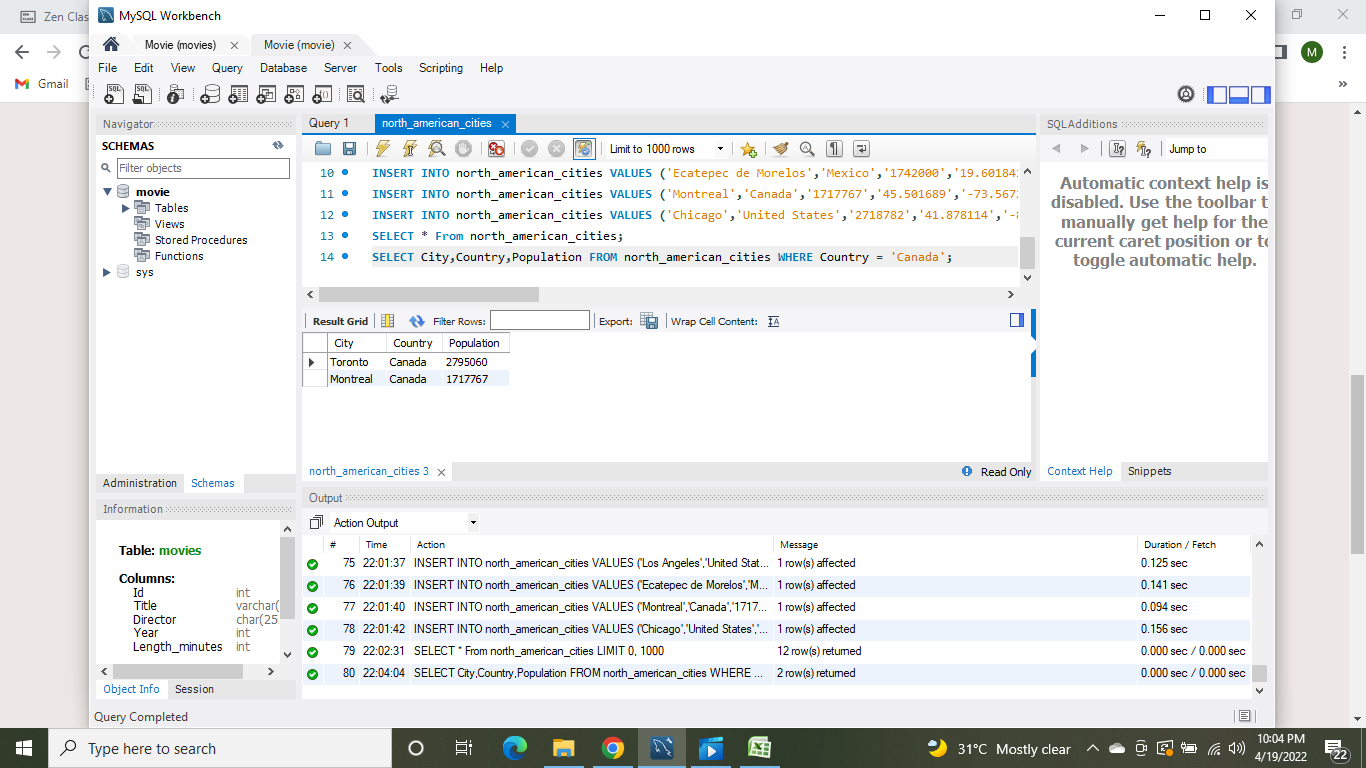 Zen Clas
MySQL Workbench
Movie (movies)
Movie (movie)
M
File Edit View Query Database Server Tools Scripting Help
Gmail
Navigator
Query 1
north_american_cities
SQLAdditions
SCHEMAS
Filter objects
Limit to 1000 rows
Jump to
movie
Tables
Views
Stored Procedures
Functions
sys
10 INSERT INTO north_american_cities VALUES ('Ecatepec de Morelos','Mexico','1742000','19.601841
11 INSERT INTO north_american_cities VALUES ('Montreal','Canada','1717767','45.501689','-73.567
12 INSERT INTO north_american_cities VALUES ('Chicago','United States','2718782','41.878114','-8
13 SELECT * From north_american_cities;
14 SELECT City,Country,Population FROM north_american_cities WHERE Country = 'Canada';
Automatic context help is
disabled. Use the toolbar t
manually get help for the
current caret position or to
toggle automatic help.
Result Grid Filter Rows: Export: Wrap Cell Content:
City Country Population
Toronto Canada 2795060
Montreal Canada 1717767
north_american_cities 3
Read Only
Context Help Snippets
Administration Schemas
Information
Table: movies
Columns:
Id int
Title varchar(
Director char(25
Year int
Length_minutes int
Object Info Session
Output
Action Output
# Time Action Message Duration / Fetch
75 22:01:37 INSERT INTO north_american_cities VALUES ('Los Angeles','United Stat... 1 row(s) affected 0.125 sec
76 22:01:39 INSERT INTO north_american_cities VALUES ('Ecatepec de Morelos','M... 1 row(s) affected 0.141 sec
77 22:01:40 INSERT INTO north_american_cities VALUES ('Montreal','Canada','1717... 1 row(s) affected 0.094 sec
78 22:01:42 INSERT INTO north_american_cities VALUES ('Chicago','United States','... 1 row(s) affected 0.156 sec
79 22:02:31 SELECT * From north_american_cities LIMIT 0, 1000 12 row(s) returned 0.000 sec / 0.000 sec
80 22:04:04 SELECT City,Country,Population FROM north_american_cities WHERE ... 2 row(s) returned 0.000 sec / 0.000 sec
Query Completed
Type here to search
31°C Mostly clear
10:04 PM
4/19/2022
22